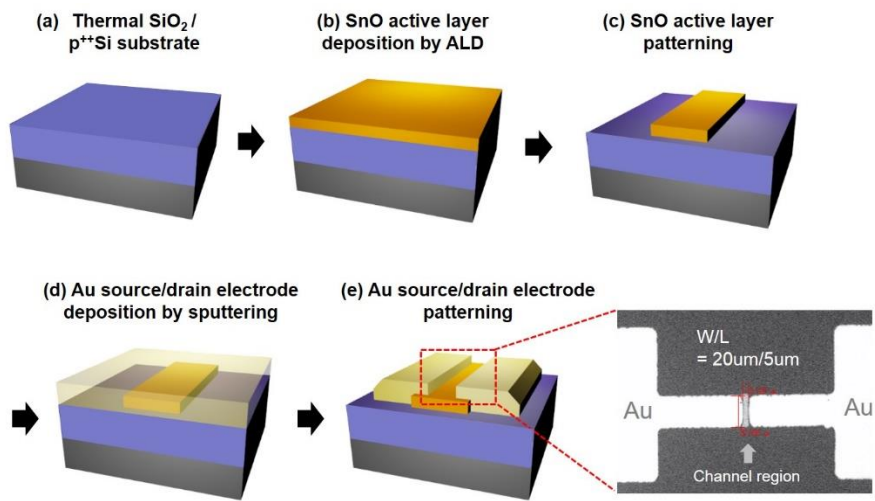 (a) Thermal SiO₂ /
p⁺⁺Si substrate
(b) SnO active layer
deposition by ALD
(c) SnO active layer
patterning
(d) Au source/drain electrode
deposition by sputtering
(e) Au source/drain electrode
patterning
W/L
= 20um/5um
Au
Au
Channel region